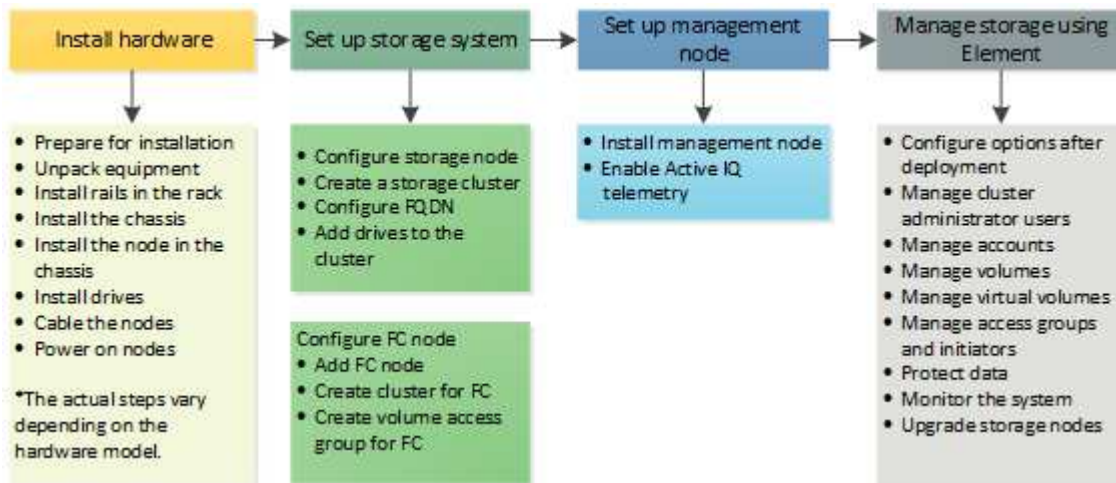 Install hardware
Set up storage system
Set up management
node
Manage storage using
Element
• Prepare for installation
• Unpack equipment
• Install rails in the rack
• Install the chassis
• Install the node in the
chassis
• Install drives
• Cable the nodes
• Power on nodes
*The actual steps vary
depending on the
hardware model.
• Configure storage node
• Create a storage cluster
• Configure FQDN
• Add drives to the
cluster
Configure FC node
• Add FC node
• Create cluster for FC
• Create volume access
group for FC
• Install management node
• Enable Active IQ
telemetry
• Configure options after
deployment
• Manage cluster
administrator users
• Manage accounts
• Manage volumes
• Manage virtual volumes
• Manage access groups
and initiators
• Protect data
• Monitor the system
• Upgrade storage nodes